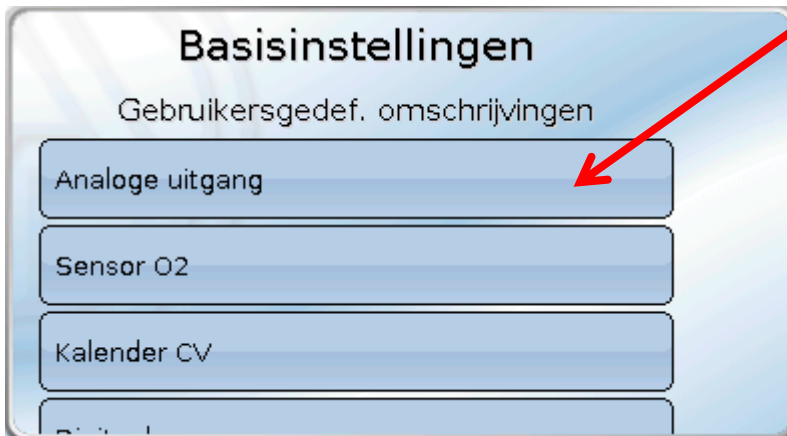 Basisinstellingen
Gebruikersgedef. omschrijvingen
Analoge uitgang
Sensor O2
Kalender CV